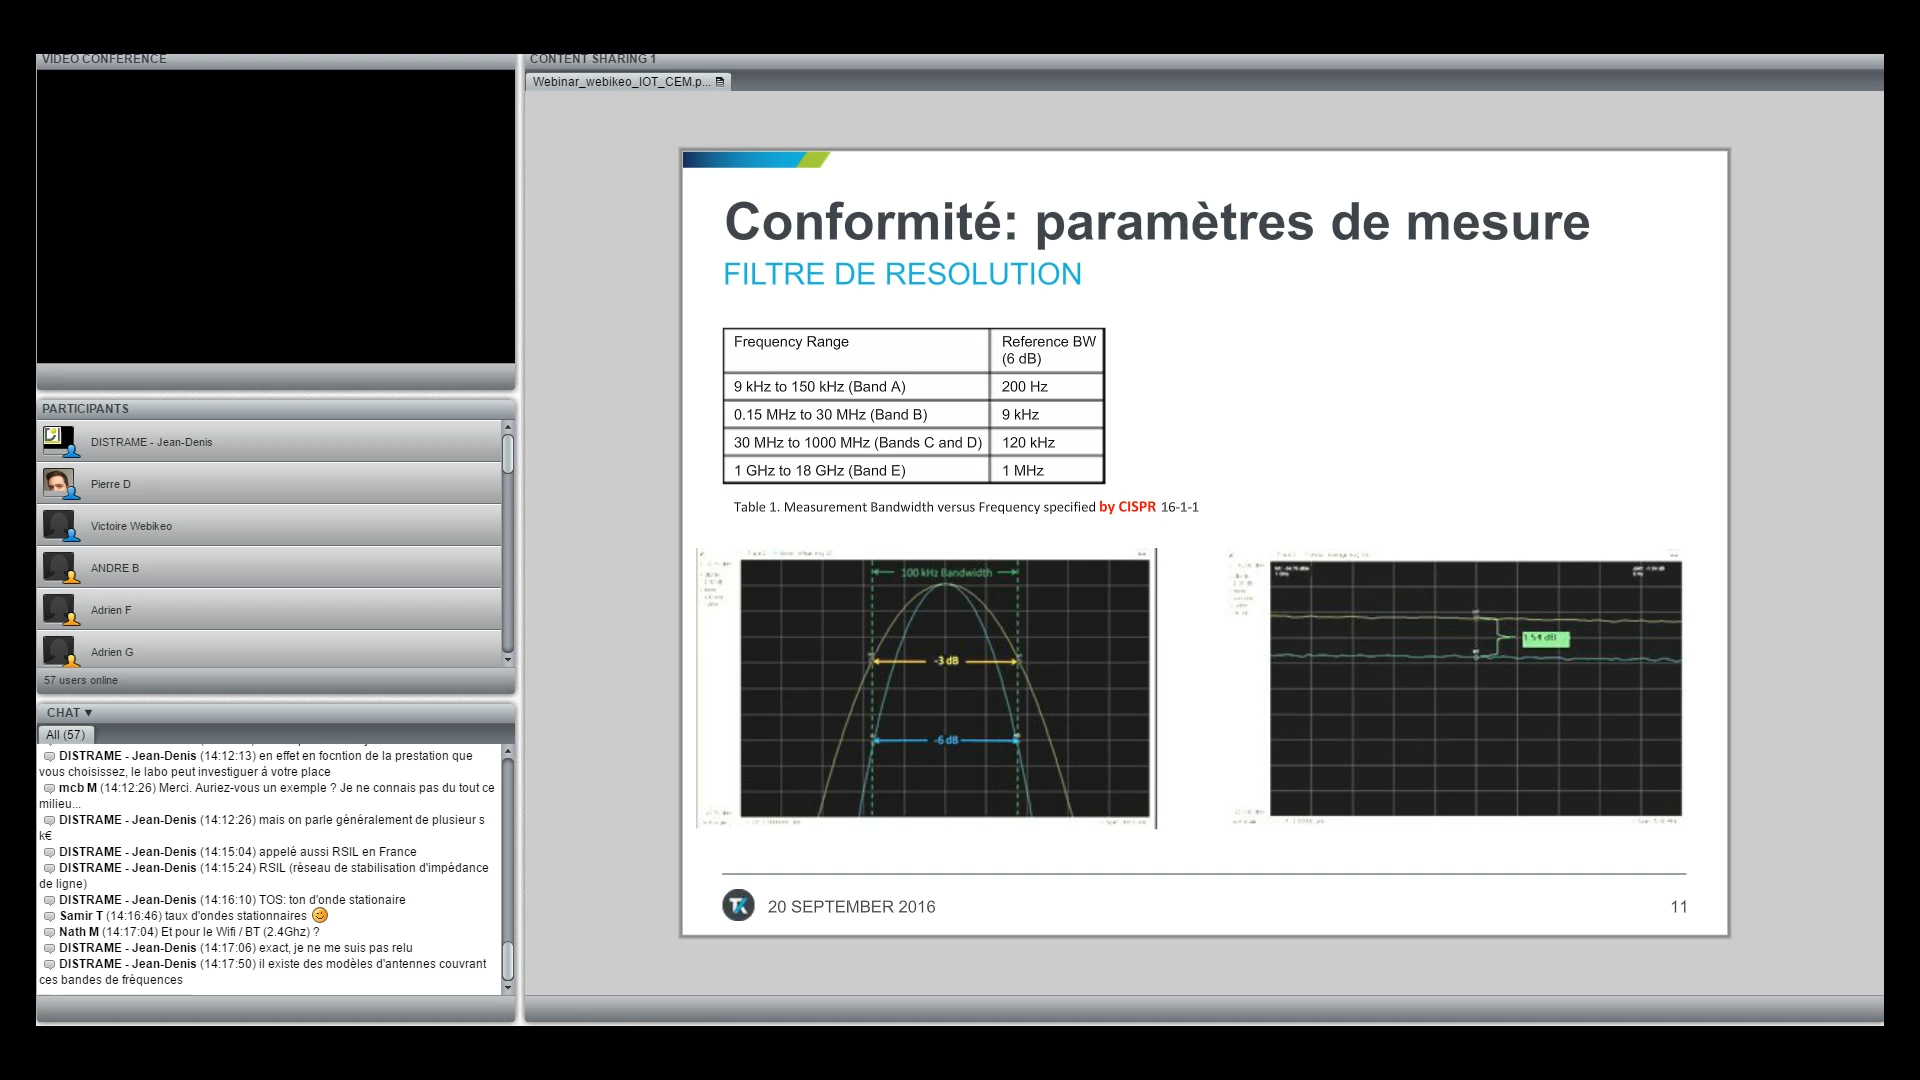 VIDEO CONFERENCE
PARTICIPANTS
DISTRAME - Jean-Denis
Pierre D
Victoire Webikeo
ANDRE B
Adrien F
Adrien G
57 users online
CHAT ▼
All (57)
DISTRAME - Jean-Denis (14:12:13) en effet en focntion de la prestation que
vous choisissez, le labo peut investiguer à votre place
mcb M (14:12:26) Merci. Auriez-vous un exemple ? Je ne connais pas du tout ce
milieu...
DISTRAME - Jean-Denis (14:12:26) mais on parle généralement de plusieur s
k€
DISTRAME - Jean-Denis (14:15:04) appelé aussi RSIL en France
DISTRAME - Jean-Denis (14:15:24) RSIL (réseau de stabilisation d'impédance
de ligne)
DISTRAME - Jean-Denis (14:16:10) TOS: ton d'onde stationaire
Samir T (14:16:46) taux d'ondes stationnaires
Nath M (14:17:04) Et pour le Wifi / BT (2.4Ghz) ?
DISTRAME - Jean-Denis (14:17:06) exact, je ne me suis pas relu
DISTRAME - Jean-Denis (14:17:50) il existe des modèles d'antennes couvrant
ces bandes de fréquences
CONTENT SHARING 1
Webinar_webikeo_IOT_CEM.p...
Conformité: paramètres de mesure
FILTRE DE RESOLUTION
Frequency Range Reference BW
(6 dB)
9 kHz to 150 kHz (Band A) 200 Hz
0.15 MHz to 30 MHz (Band B) 9 kHz
30 MHz to 1000 MHz (Bands C and D) 120 kHz
1 GHz to 18 GHz (Band E) 1 MHz
Table 1. Measurement Bandwidth versus Frequency specified by CISPR 16-1-1
100 kHz Bandwidth
-3 dB
-6 dB
1.54 dB
20 SEPTEMBER 2016
11